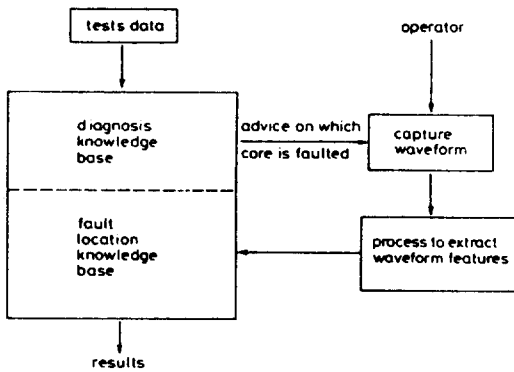 tests data
operator
diagnosis
knowledge
base
advice on which
core is faulted
capture
waveform
fault
location
knowledge
base
process to extract
waveform features
results